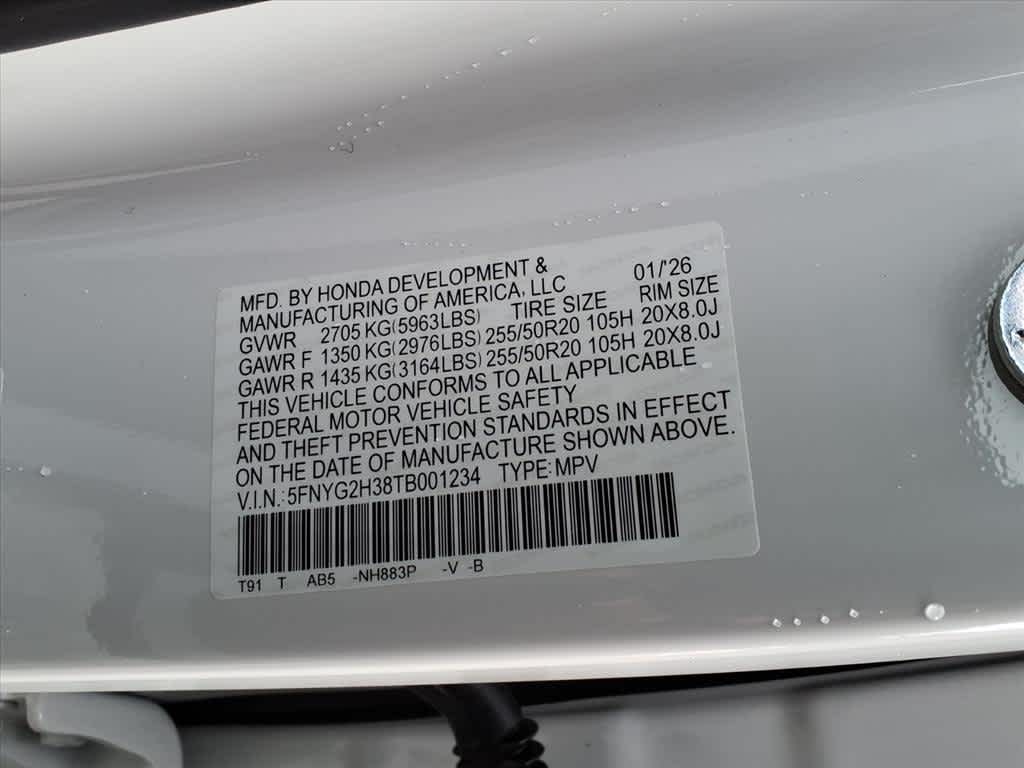 MFD. BY HONDA DEVELOPMENT & 01/'26
MANUFACTURING OF AMERICA, LLC
GVWR 2705 KG(5963LBS) TIRE SIZE RIM SIZE
GAWR F 1350 KG(2976LBS) 255/50R20 105H 20X8.0J
GAWR R 1435 KG(3164LBS) 255/50R20 105H 20X8.0J
THIS VEHICLE CONFORMS TO ALL APPLICABLE
FEDERAL MOTOR VEHICLE SAFETY
AND THEFT PREVENTION STANDARDS IN EFFECT
ON THE DATE OF MANUFACTURE SHOWN ABOVE.
V.I.N.: 5FNYG2H38TB001234 TYPE: MPV
T91 T AB5 -NH883P -V -B